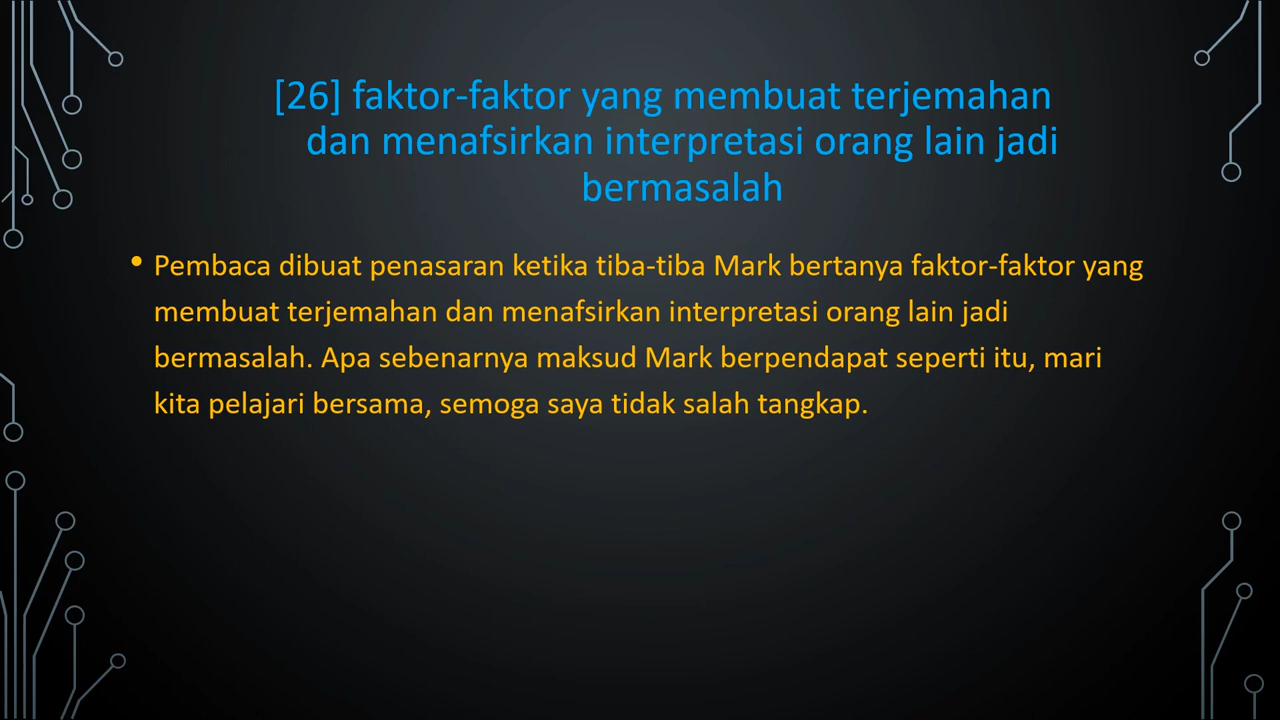 [26] faktor-faktor yang membuat terjemahan
dan menafsirkan interpretasi orang lain jadi
bermasalah
• Pembaca dibuat penasaran ketika tiba-tiba Mark bertanya faktor-faktor yang
membuat terjemahan dan menafsirkan interpretasi orang lain jadi
bermasalah. Apa sebenarnya maksud Mark berpendapat seperti itu, mari
kita pelajari bersama, semoga saya tidak salah tangkap.